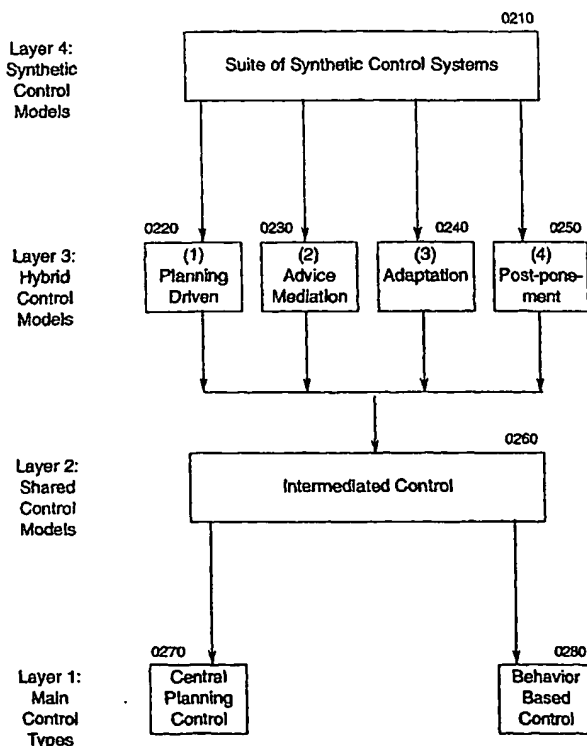 0210
Layer 4:
Synthetic
Control
Models
Suite of Synthetic Control Systems
0220
0230
0240
0250
Layer 3:
Hybrid
Control
Models
(1)
Planning
Driven
(2)
Advice
Mediation
(3)
Adaptation
(4)
Post-pone-
ment
0260
Layer 2:
Shared
Control
Models
Intermediated Control
0270
0280
Layer 1:
Main
Control
Types
Central
Planning
Control
Behavior
Based
Control